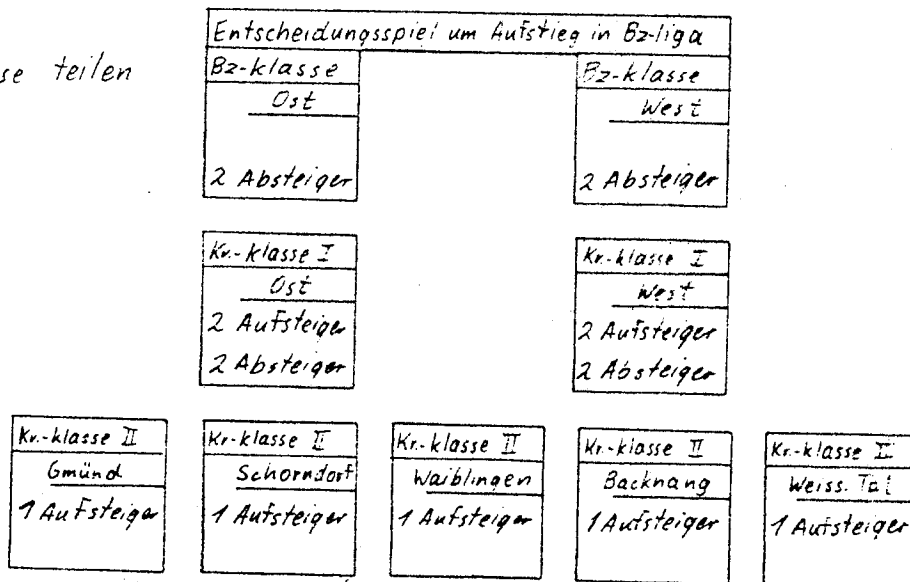 Entscheidungsspiel um Aufstieg in Bz-liga
se teilen
Bz-klasse
Ost
2 Absteiger
Bz-klasse
West
2 Absteiger
Kr.-klasse I
Ost
2 Aufsteiger
2 Absteiger
Kr.-klasse I
West
2 Aufsteiger
2 Absteiger
Kr.-klasse II
Gmünd
1 Aufsteiger
Kr.-klasse II
Schorndorf
1 Aufsteiger
Kr.-klasse II
Waiblingen
1 Aufsteiger
Kr.-klasse II
Backnang
1 Aufsteiger
Kr.-klasse II
Weiss. Tal
1 Aufsteiger